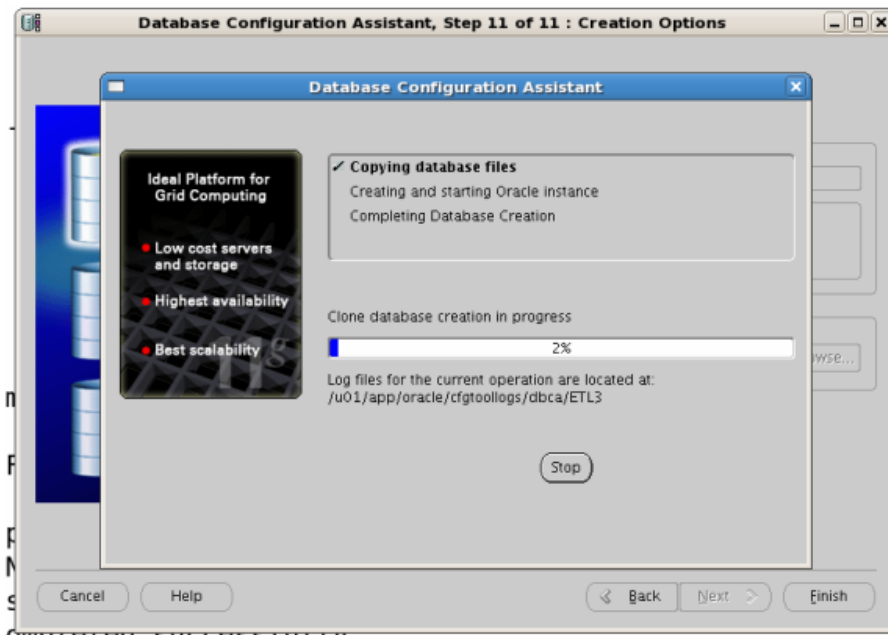 Database Configuration Assistant, Step 11 of 11 : Creation Options
Database Configuration Assistant
Ideal Platform for
Grid Computing
Low cost servers
and storage
Highest availability
Best scalability
11g
Copying database files
Creating and starting Oracle instance
Completing Database Creation
Clone database creation in progress
2%
Log files for the current operation are located at:
/u01/app/oracle/cfgtoollogs/dbca/ETL3
Stop
Cancel
Help
Back
Next
Finish